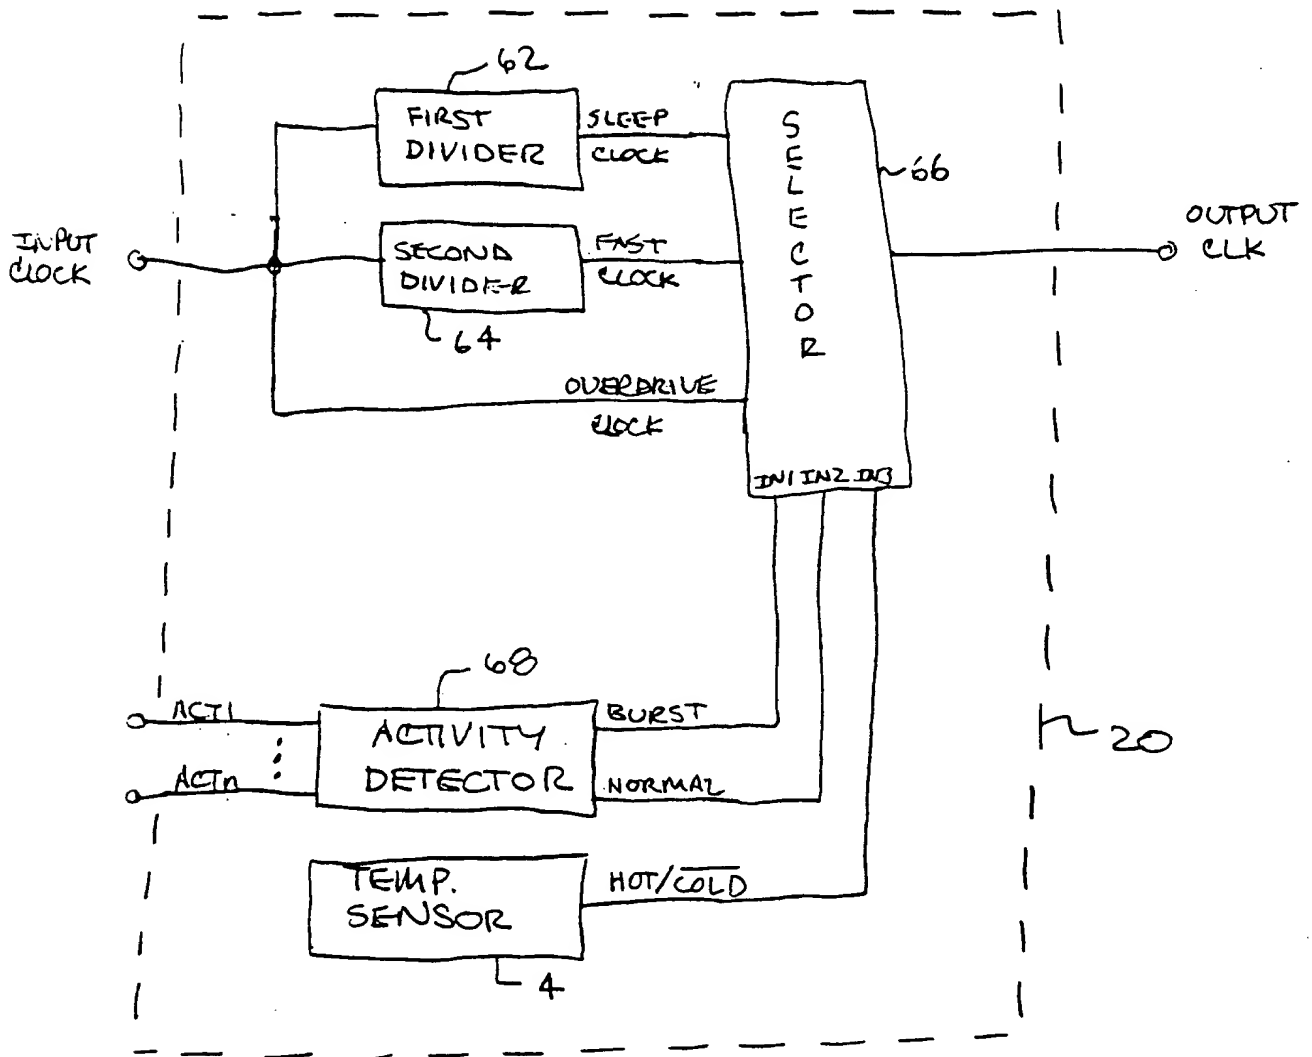 62
FIRST
DIVIDER
SLEEP
CLOCK
S
E
L
E
C
T
O
R
66
INPUT
CLOCK
SECOND
DIVIDER
FAST
CLOCK
64
OUTPUT
CLK
OVERDRIVE
CLOCK
IN1 IN2 IN3
68
ACT1
ACTIVITY
DETECTOR
BURST
ACTn
NORMAL
20
TEMP.
SENSOR
HOT/COLD
4